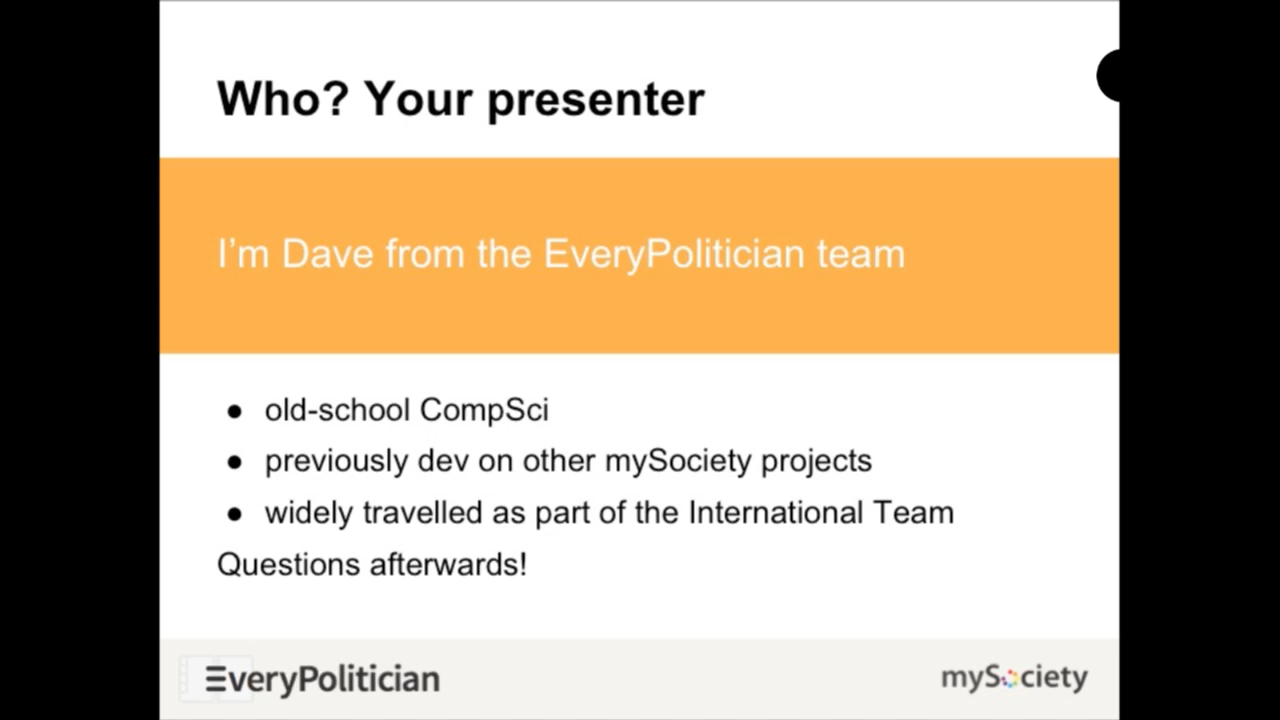 Who? Your presenter
I'm Dave from the EveryPolitician team
● old-school CompSci
● previously dev on other mySociety projects
● widely travelled as part of the International Team
Questions afterwards!
EveryPolitician
mySociety